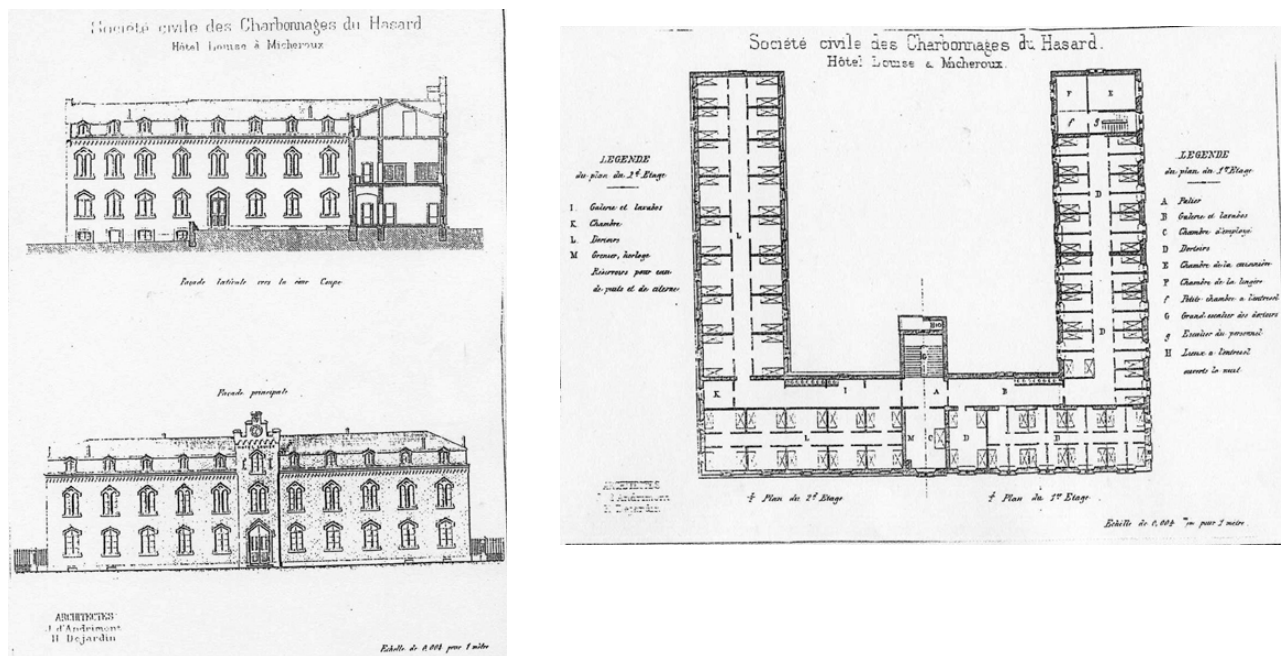 Société civile des Charbonnages du Hasard
Hôtel Louise à Micheroux
Façade latérale vers la cour Coupe
Façade principale
ARCHITECTES
J. d'Andrimont
H Dejardin
Echelle de 0,004 pour 1 mètre
Société civile des Charbonnages du Hasard.
Hôtel Louise à Micheroux.
LEGENDE
du plan du 2d Etage
I. Galerie et lavabos
K. Chambre
L. Dortoirs
M Grenier, horloge
Réservoirs pour eau
de puits et de citerne
LEGENDE
du plan du 1er Etage
A Palier
B Galerie et lavabos
C Chambre d'employé
D Dortoirs
E Chambre de la cuisinière
F Chambre de la lingère
f Petite chambre à l'entresol
G Grand escalier des dortoirs
g Escalier du personnel
H Lieux à l'entresol
ouverts la nuit
F E
f g
D
L
D
G
K I A B
L M C D D
½ Plan du 2d Etage
½ Plan du 1er Etage
ARCHITECTES
J. d'Andrimont
H Dejardin
Echelle de 0,004 m pour 1 mètre.